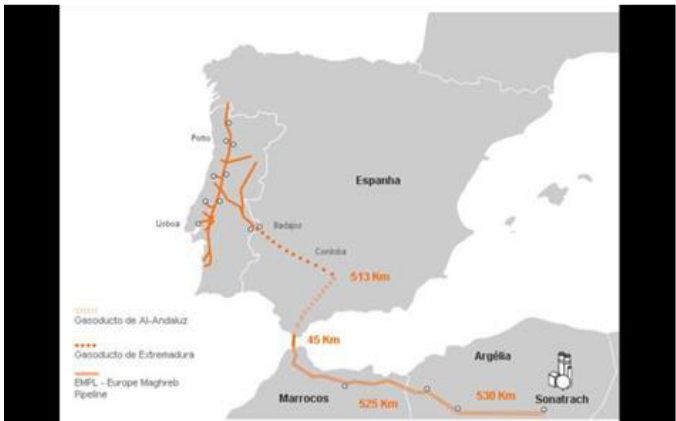 Porto
Espanha
Lisboa
Badajoz
Cordoba
513 Km
Gasoducto de Al-Andaluz
45 Km
Gasoducto de Extremadura
Argélia
EMPL - Europe Maghreb
Pipeline
Marrocos
525 Km
530 Km
Sonatrach